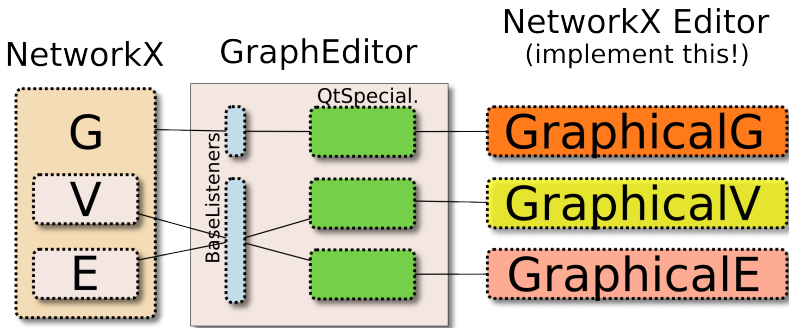 NetworkX
GraphEditor
NetworkX Editor
(implement this!)
G
V
E
BaseListeners
QtSpecial.
GraphicalG
GraphicalV
GraphicalE